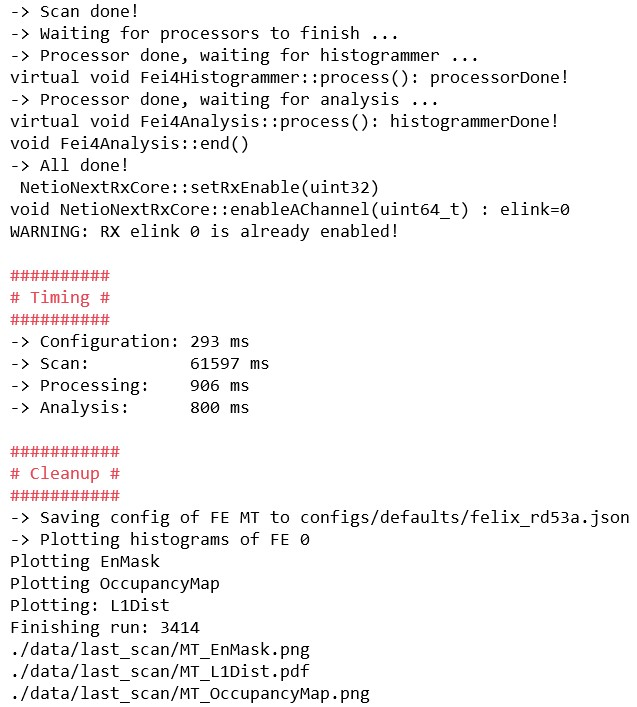 -> Scan done!
-> Waiting for processors to finish ...
-> Processor done, waiting for histogrammer ...
virtual void Fei4Histogrammer::process(): processorDone!
-> Processor done, waiting for analysis ...
virtual void Fei4Analysis::process(): histogrammerDone!
void Fei4Analysis::end()
-> All done!
 NetioNextRxCore::setRxEnable(uint32)
void NetioNextRxCore::enableAChannel(uint64_t) : elink=0
WARNING: RX elink 0 is already enabled!
##########
# Timing #
##########
-> Configuration: 293 ms
-> Scan:          61597 ms
-> Processing:    906 ms
-> Analysis:      800 ms
###########
# Cleanup #
###########
-> Saving config of FE MT to configs/defaults/felix_rd53a.json
-> Plotting histograms of FE 0
Plotting EnMask
Plotting OccupancyMap
Plotting: L1Dist
Finishing run: 3414
./data/last_scan/MT_EnMask.png
./data/last_scan/MT_L1Dist.pdf
./data/last_scan/MT_OccupancyMap.png